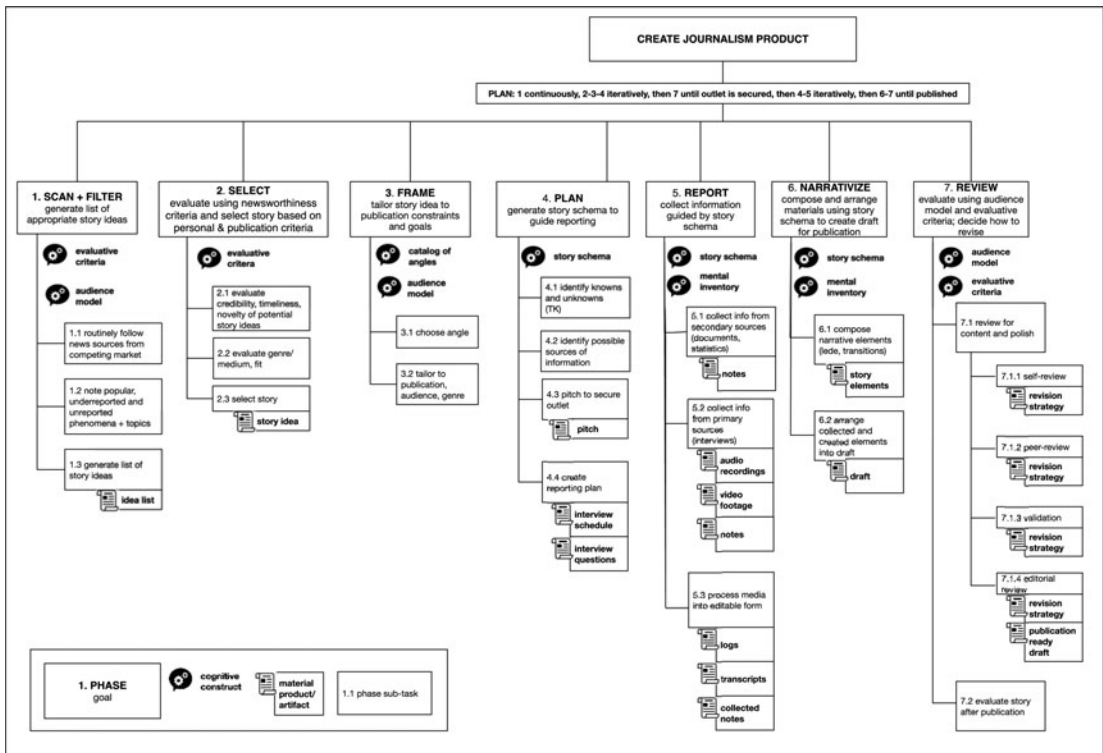 CREATE JOURNALISM PRODUCT
PLAN: 1 continuously, 2-3-4 iteratively, then 7 until outlet is secured, then 4-5 iteratively, then 6-7 until published
1. SCAN + FILTER
generate list of
appropriate story ideas
evaluative
criteria
audience
model
1.1 routinely follow
news sources from
competing market
1.2 note popular,
underreported and
unreported
phenomena + topics
1.3 generate list of
story ideas
idea list
2. SELECT
evaluate using newsworthiness
criteria and select story based on
personal & publication criteria
evaluative
critera
2.1 evaluate
credibility, timeliness,
novelty of potential
story ideas
2.2 evaluate genre/
medium, fit
2.3 select story
story idea
3. FRAME
tailor story idea to
publication constraints
and goals
catalog of
angles
audience
model
3.1 choose angle
3.2 tailor to
publication,
audience, genre
4. PLAN
generate story schema to
guide reporting
story schema
4.1 identify knowns
and unknowns
(TK)
4.2 identify possible
sources of
information
4.3 pitch to secure
outlet
pitch
4.4 create
reporting plan
interview
schedule
interview
questions
5. REPORT
collect information
guided by story
schema
story schema
mental
inventory
5.1 collect info from
secondary sources
(documents,
statistics)
notes
5.2 collect info
from primary
sources
(interviews)
audio
recordings
video
footage
notes
5.3 process media
into editable form
logs
transcripts
collected
notes
6. NARRATIVIZE
compose and arrange
materials using story
schema to create draft
for publication
story schema
mental
inventory
6.1 compose
narrative elements
(lede, transitions)
story
elements
6.2 arrange
collected and
created elements
into draft
draft
7. REVIEW
evaluate using audience
model and evaluative
criteria; decide how to
revise
audience
model
evaluative
criteria
7.1 review for
content and polish
7.1.1 self-review
revision
strategy
7.1.2 peer-review
revision
strategy
7.1.3 validation
revision
strategy
7.1.4 editorial
review
revision
strategy
publication
ready
draft
7.2 evaluate story
after publication
1. PHASE
goal
cognitive
construct
material
product/
artifact
1.1 phase sub-task